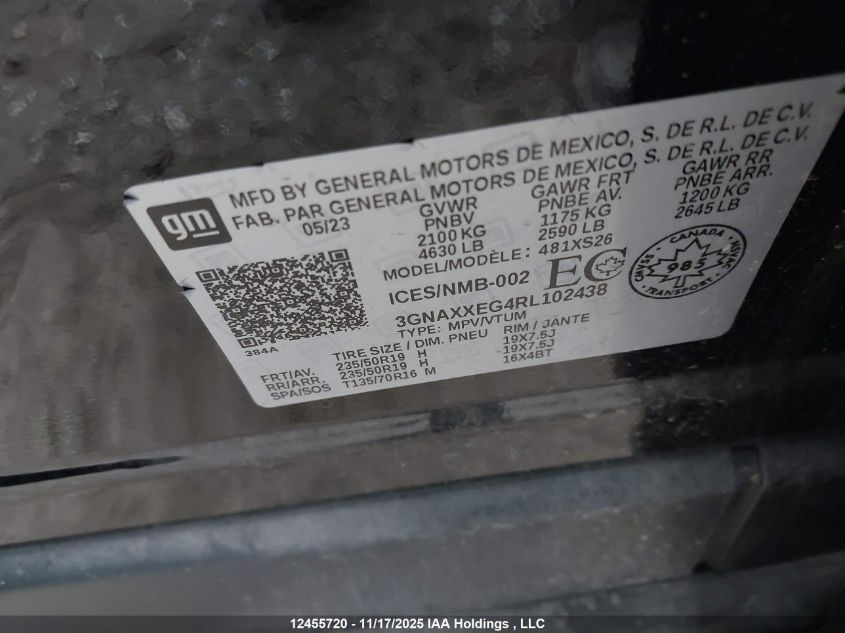 gm
MFD BY GENERAL MOTORS DE MEXICO, S. DE R.L. DE C.V.
FAB. PAR GENERAL MOTORS DE MEXICO, S. DE R.L. DE C.V.
05/23 GVWR GAWR FRT GAWR RR
PNBV PNBE AV. PNBE ARR.
2100 KG 1175 KG 1200 KG
4630 LB 2590 LB 2645 LB
MODEL/MODÈLE: 481XS26
ICES/NMB-002 EC
CANADA
985
CMVSS NSVAC
3GNAXXEG4RL102438
TYPE: MPV/VTUM
384A
TIRE SIZE / DIM. PNEU RIM / JANTE
FRT/AV. 235/50R19 H 19X7.5J
RR/ARR. 235/50R19 H 19X7.5J
SPA/SOS T135/70R16 M 16X4BT
12455720 - 11/17/2025 IAA Holdings , LLC